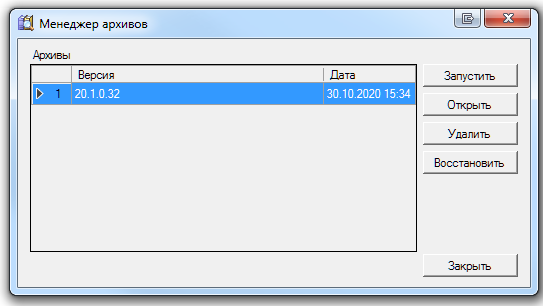 Менеджер архивов
Архивы
Версия Дата
1 20.1.0.32 30.10.2020 15:34
Запустить
Открыть
Удалить
Восстановить
Закрыть